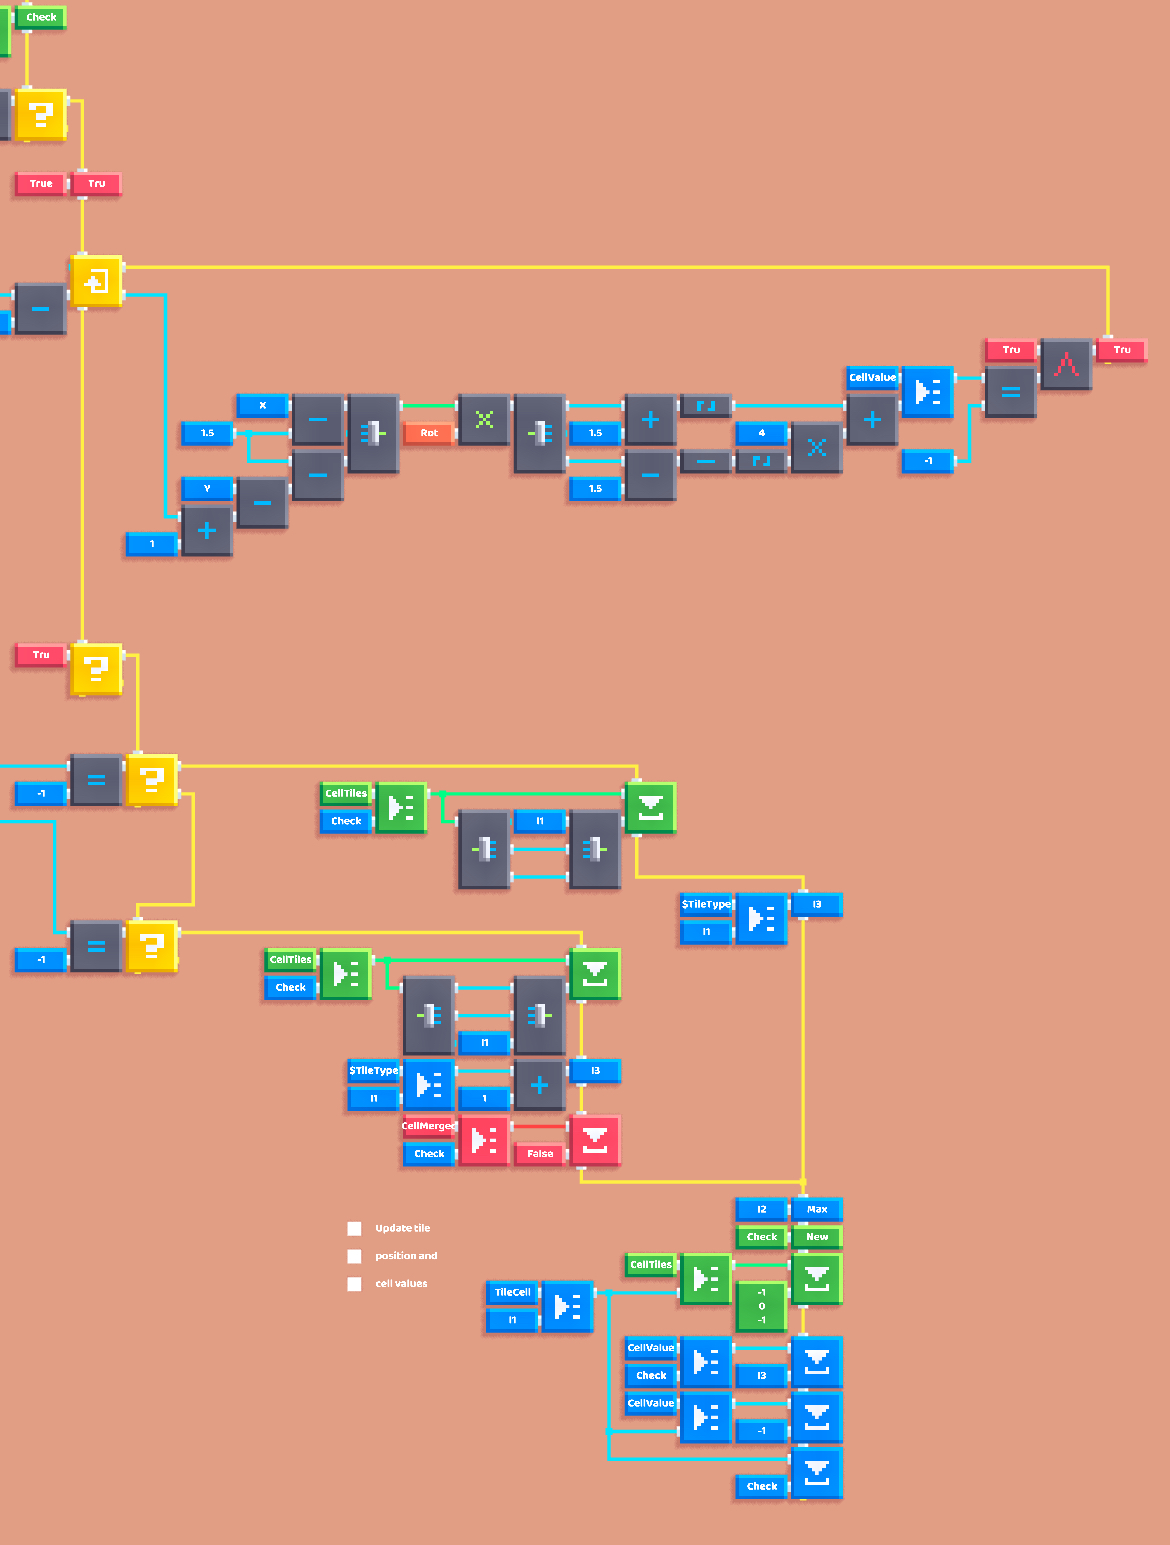 Check
True
Tru
Tru
Tru
CellValue
X
1.5
Rot
1.5
4
-1
Y
1.5
1
Tru
CellTiles
-1
Check
I1
$TileType
I3
I1
CellTiles
-1
Check
I1
$TileType
I3
I1
1
CellMerged
Check
False
I2
Max
Update tile
Check
New
position and
CellTiles
cell values
TileCell
-1
0
I1
-1
CellValue
Check
I3
CellValue
-1
Check